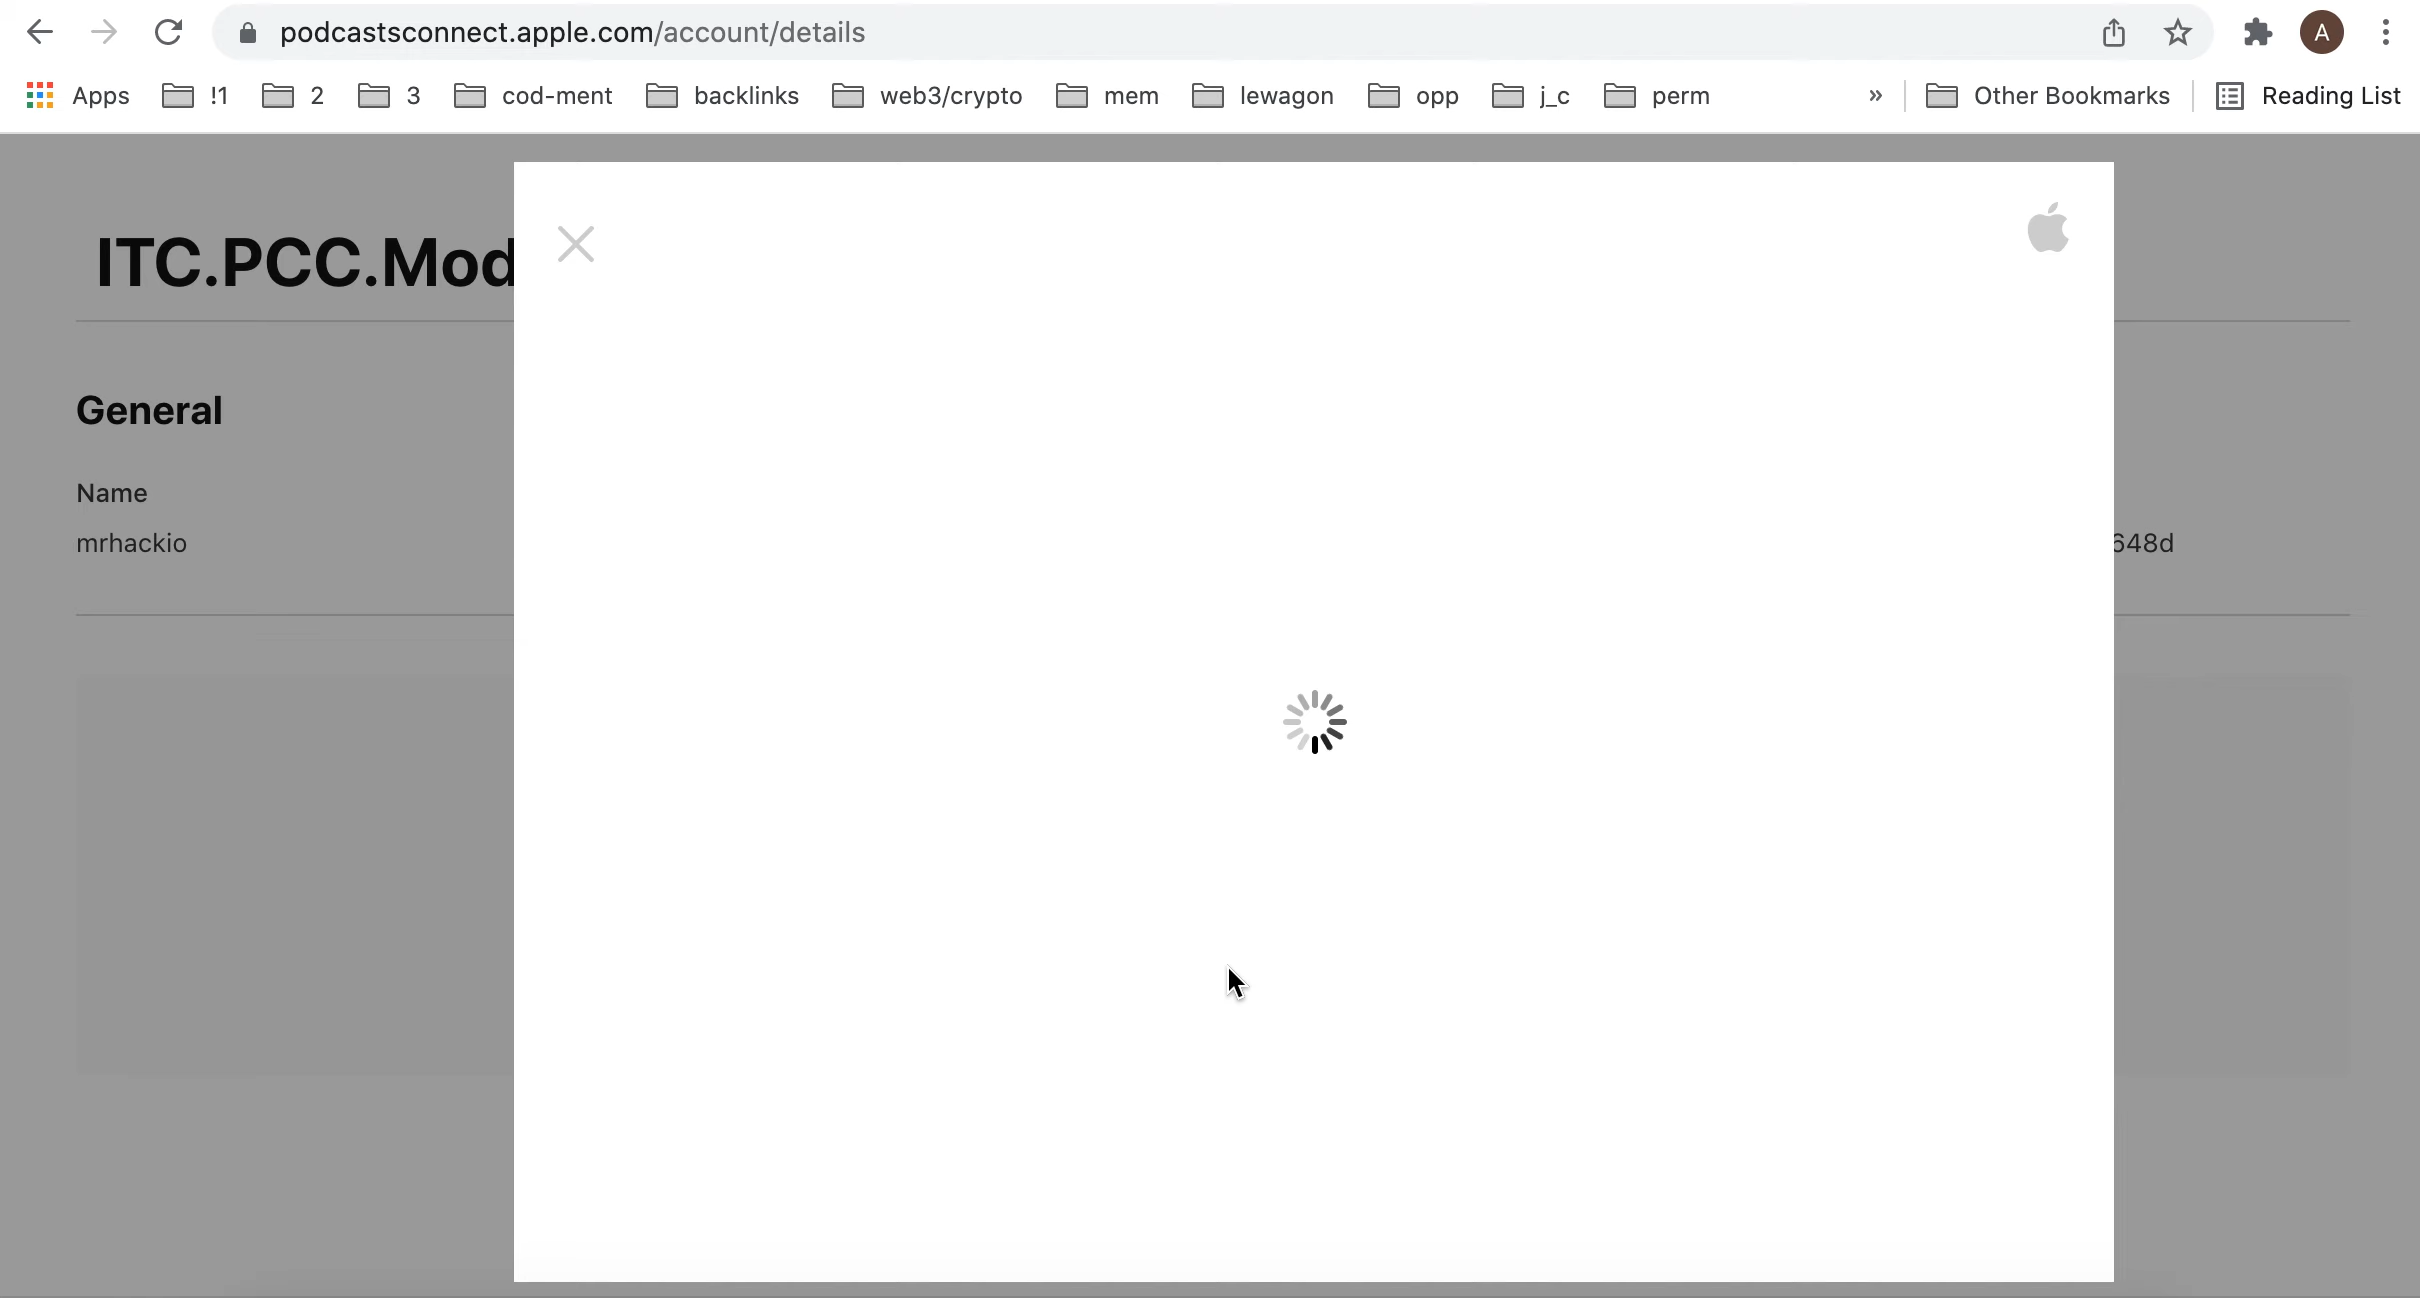 podcastsconnect.apple.com/account/details
A
Apps !1 2 3 cod-ment backlinks web3/crypto mem lewagon opp j_c perm » Other Bookmarks Reading List
ITC.PCC.Mod
General
Name
mrhackio
648d